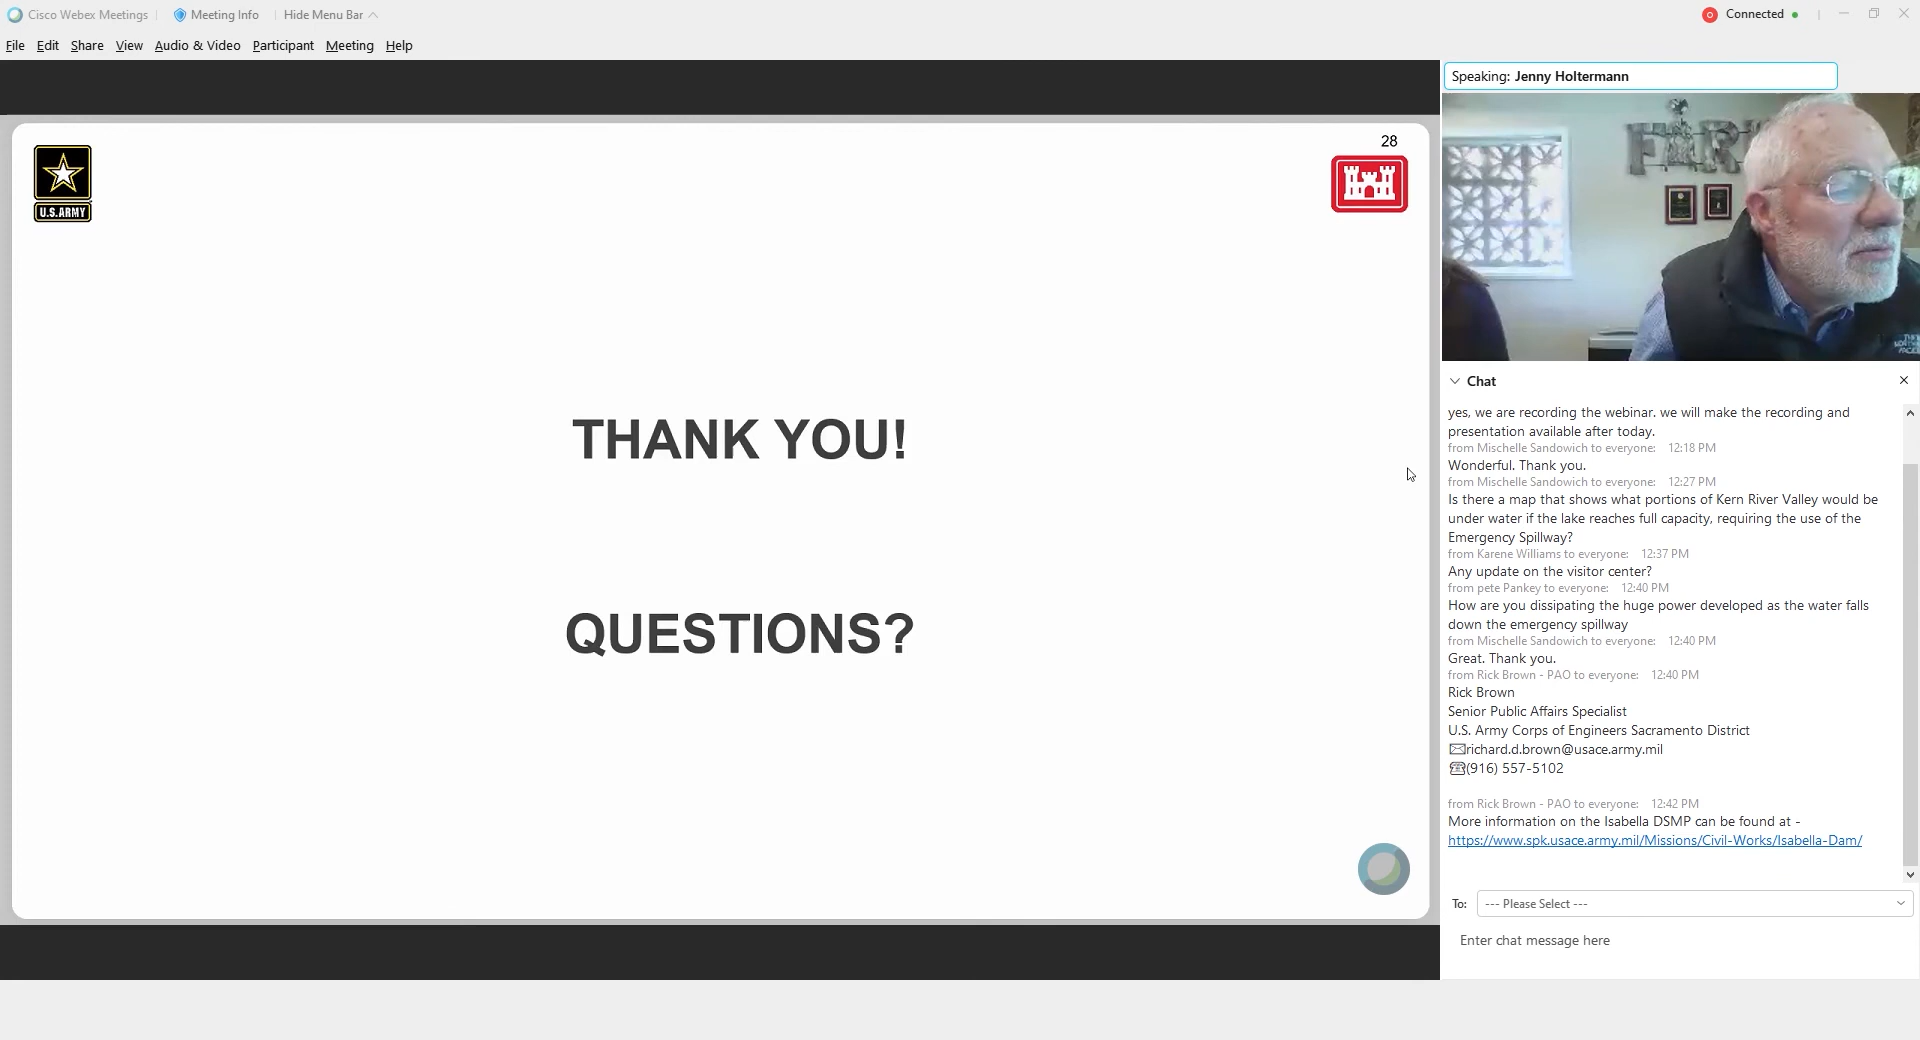 Cisco Webex Meetings
Meeting Info
Hide Menu Bar
Connected
File Edit Share View Audio & Video Participant Meeting Help
Speaking: Jenny Holtermann
28
U.S.ARMY
THANK YOU!
QUESTIONS?
Chat
yes, we are recording the webinar. we will make the recording and
presentation available after today.
from Mischelle Sandowich to everyone: 12:18 PM
Wonderful. Thank you.
from Mischelle Sandowich to everyone: 12:27 PM
Is there a map that shows what portions of Kern River Valley would be
under water if the lake reaches full capacity, requiring the use of the
Emergency Spillway?
from Karene Williams to everyone: 12:37 PM
Any update on the visitor center?
from pete Pankey to everyone: 12:40 PM
How are you dissipating the huge power developed as the water falls
down the emergency spillway
from Mischelle Sandowich to everyone: 12:40 PM
Great. Thank you.
from Rick Brown - PAO to everyone: 12:40 PM
Rick Brown
Senior Public Affairs Specialist
U.S. Army Corps of Engineers Sacramento District
richard.d.brown@usace.army.mil
(916) 557-5102
from Rick Brown - PAO to everyone: 12:42 PM
More information on the Isabella DSMP can be found at -
https://www.spk.usace.army.mil/Missions/Civil-Works/Isabella-Dam/
To: --- Please Select ---
Enter chat message here